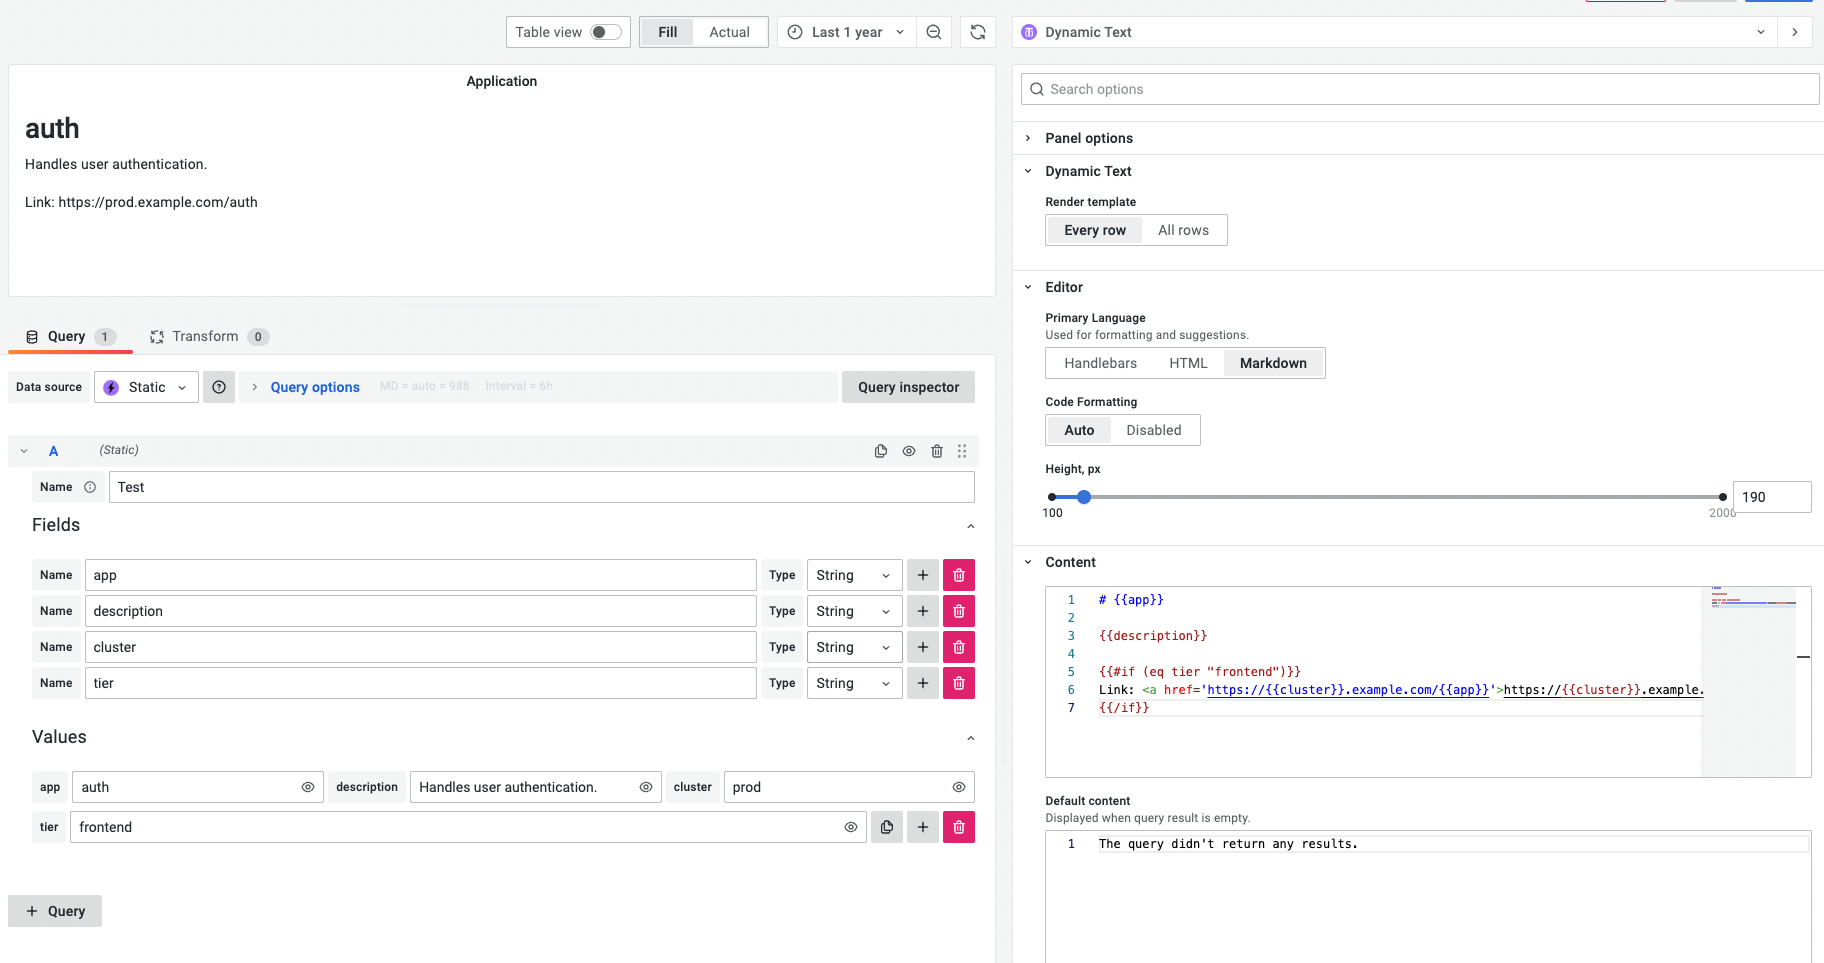 Table view
Fill
Actual
Last 1 year
Dynamic Text
Application
auth
Handles user authentication.
Link: https://prod.example.com/auth
Search options
Panel options
Dynamic Text
Render template
Every row
All rows
Editor
Primary Language
Used for formatting and suggestions.
Handlebars
HTML
Markdown
Code Formatting
Auto
Disabled
Height, px
190
100
2000
Content
1 # {{app}}
2
3 {{description}}
4
5 {{#if (eq tier "frontend")}}
6 Link: <a href='https://{{cluster}}.example.com/{{app}}'>https://{{cluster}}.example.
7 {{/if}}
Default content
Displayed when query result is empty.
1 The query didn't return any results.
Query 1
Transform 0
Data source
Static
Query options
MD = auto = 988
Interval = 6h
Query inspector
A
(Static)
Name
Test
Fields
Name app Type String
Name description Type String
Name cluster Type String
Name tier Type String
Values
app auth description Handles user authentication. cluster prod
tier frontend
+ Query